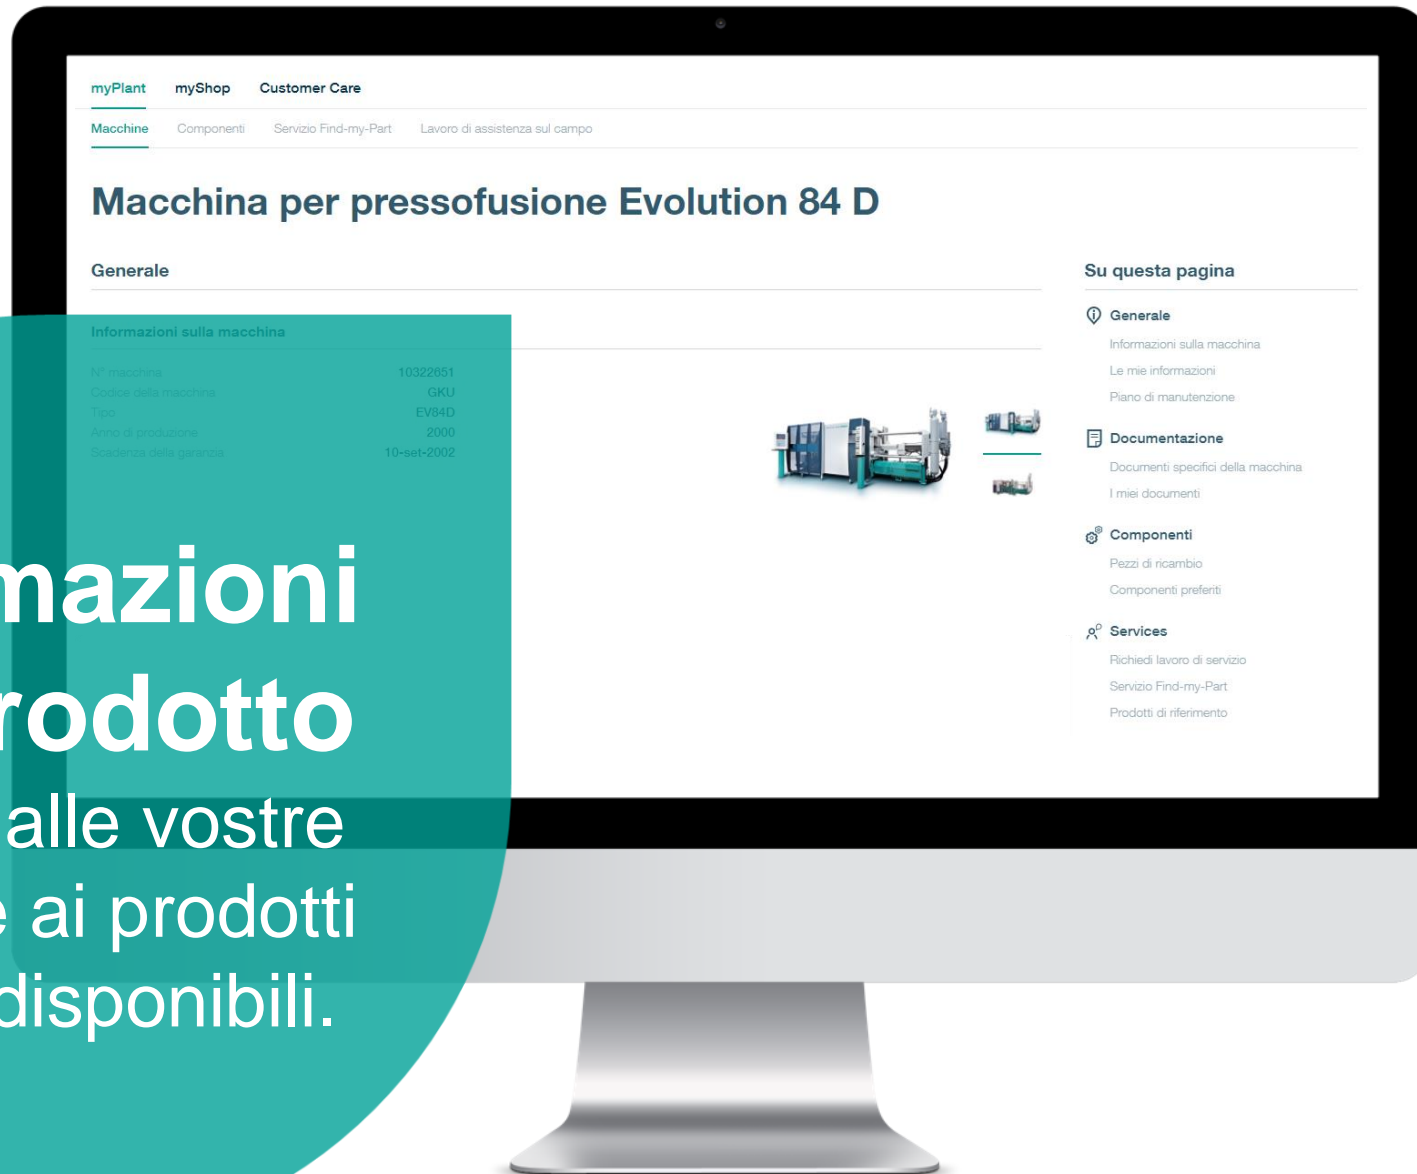 myPlant myShop Customer Care
Macchine Componenti Servizio Find-my-Part Lavoro di assistenza sul campo
Macchina per pressofusione Evolution 84 D
Generale
Informazioni sulla macchina
N° macchina 10322651
Codice della macchina GKU
Tipo EV84D
Anno di produzione 2000
Scadenza della garanzia 10-set-2002
Su questa pagina
Generale
Informazioni sulla macchina
Le mie informazioni
Piano di manutenzione
Documentazione
Documenti specifici della macchina
I miei documenti
Componenti
Pezzi di ricambio
Componenti preferiti
Services
Richiedi lavoro di servizio
Servizio Find-my-Part
Prodotti di riferimento
mazioni
rodotto
alle vostre
e ai prodotti
disponibili.